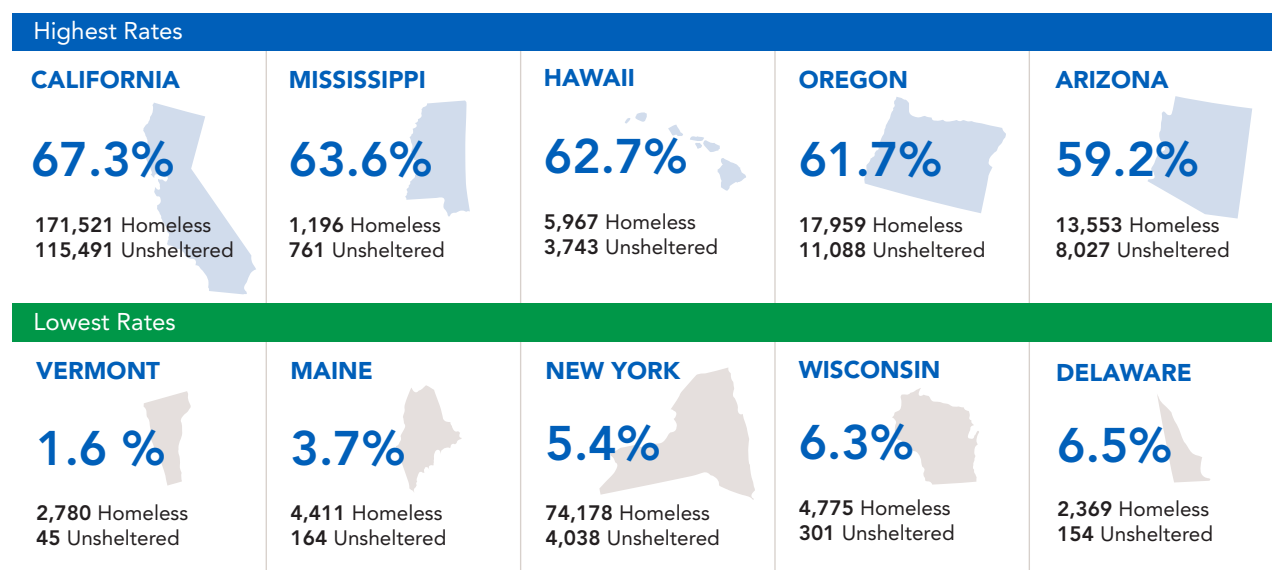 Highest Rates
CALIFORNIA
67.3%
171,521 Homeless
115,491 Unsheltered
MISSISSIPPI
63.6%
1,196 Homeless
761 Unsheltered
HAWAII
62.7%
5,967 Homeless
3,743 Unsheltered
OREGON
61.7%
17,959 Homeless
11,088 Unsheltered
ARIZONA
59.2%
13,553 Homeless
8,027 Unsheltered
Lowest Rates
VERMONT
1.6 %
2,780 Homeless
45 Unsheltered
MAINE
3.7%
4,411 Homeless
164 Unsheltered
NEW YORK
5.4%
74,178 Homeless
4,038 Unsheltered
WISCONSIN
6.3%
4,775 Homeless
301 Unsheltered
DELAWARE
6.5%
2,369 Homeless
154 Unsheltered